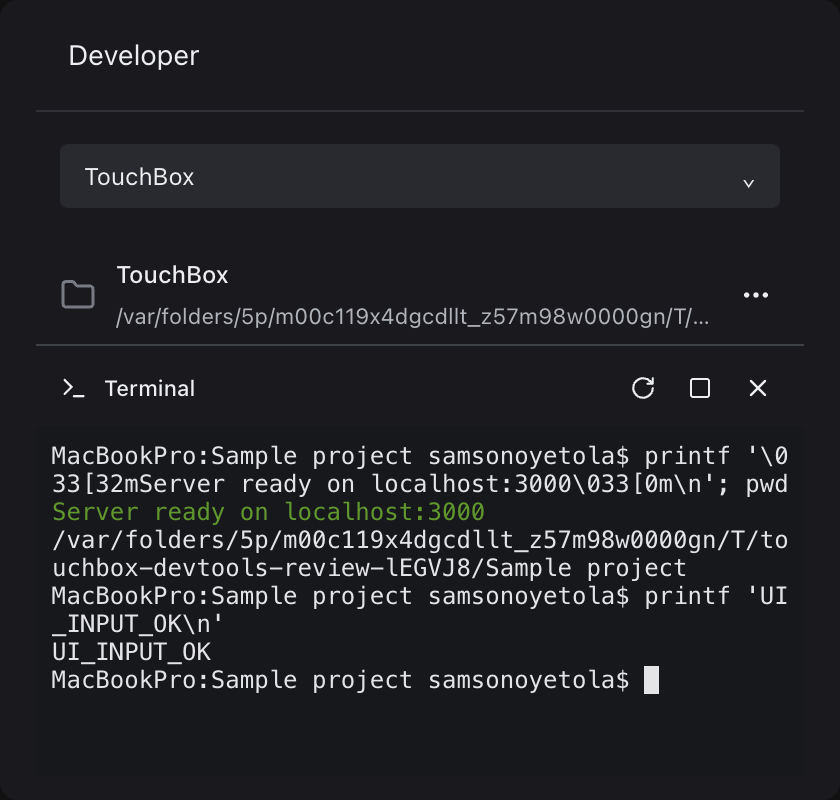 Developer
TouchBox
TouchBox
/var/folders/5p/m00c119x4dgcdllt_z57m98w0000gn/T/...
>_ Terminal
MacBookPro:Sample project samsonoyetola$ printf '\0
33[32mServer ready on localhost:3000\033[0m\n'; pwd
Server ready on localhost:3000
/var/folders/5p/m00c119x4dgcdllt_z57m98w0000gn/T/to
uchbox-devtools-review-lEGVJ8/Sample project
MacBookPro:Sample project samsonoyetola$ printf 'UI
_INPUT_OK\n'
UI_INPUT_OK
MacBookPro:Sample project samsonoyetola$